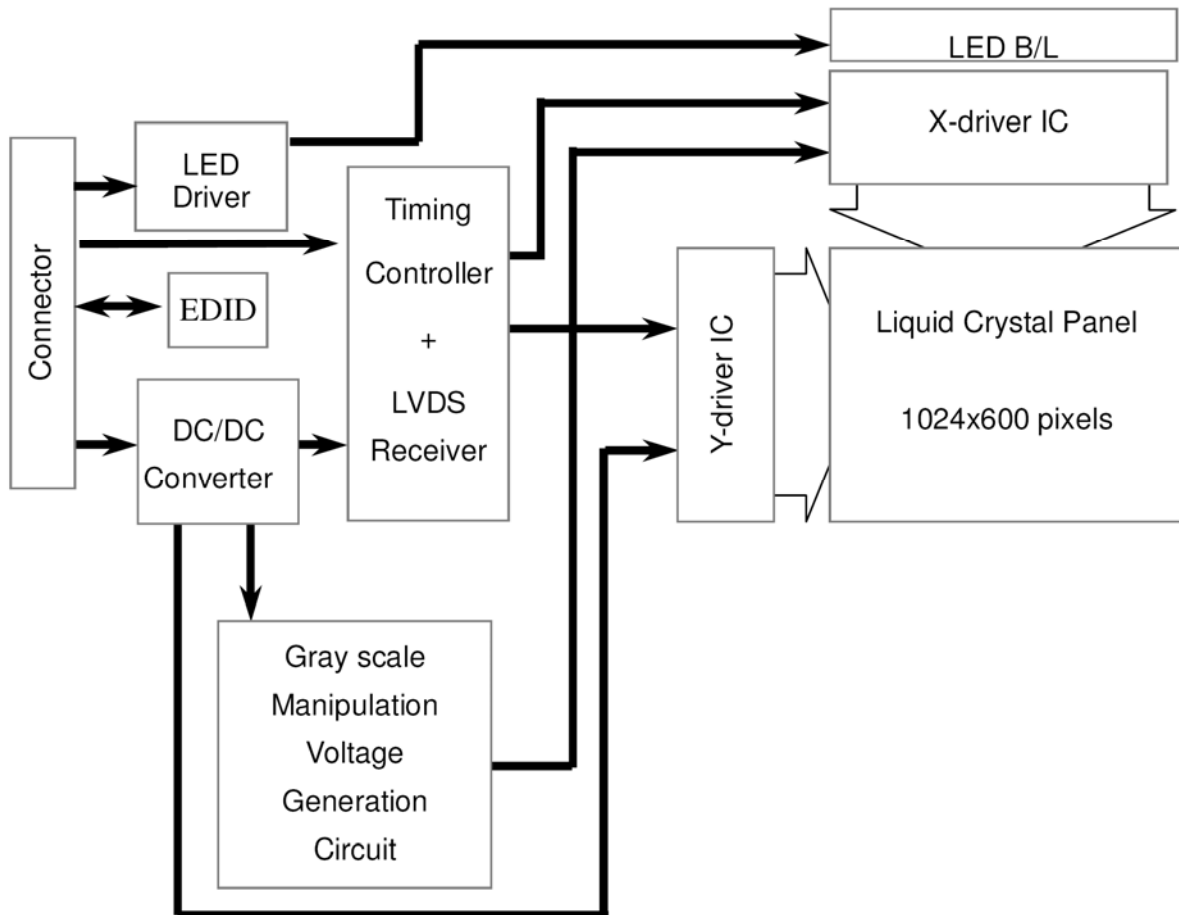 LED B/L
X-driver IC
LED
Driver
Connector
Timing
Controller
+
LVDS
Receiver
EDID
DC/DC
Converter
Y-driver IC
Liquid Crystal Panel
1024x600 pixels
Gray scale
Manipulation
Voltage
Generation
Circuit